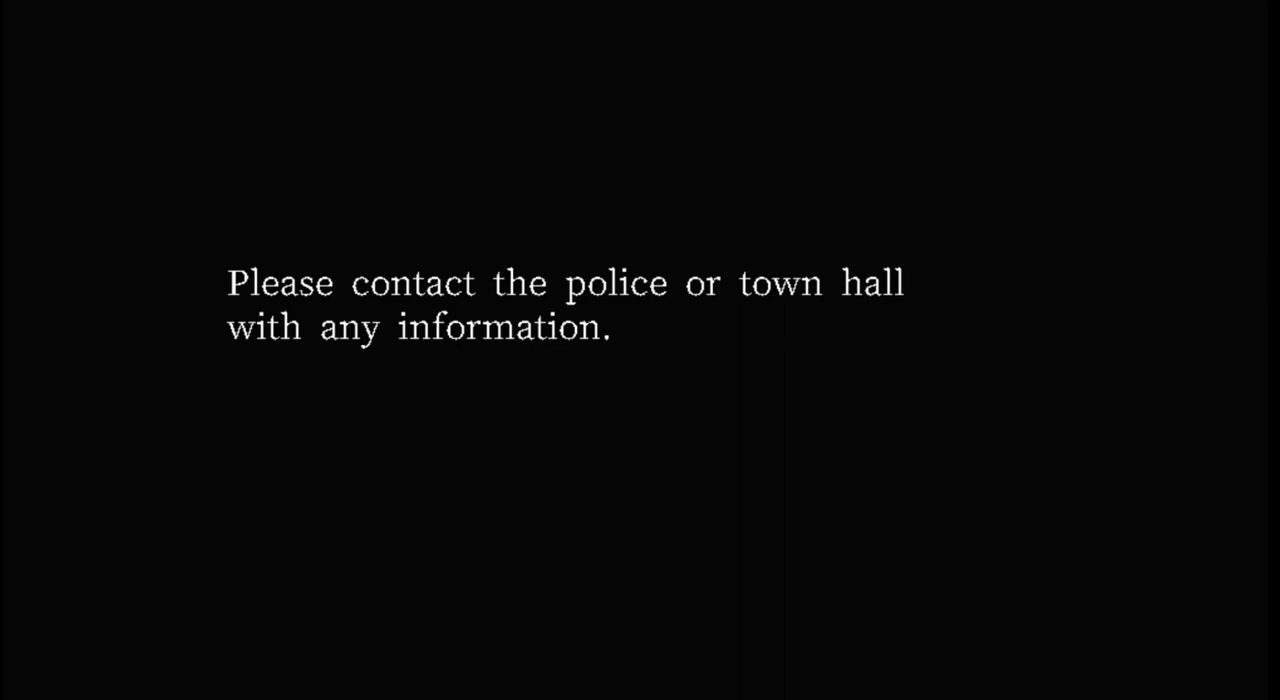 Please contact the police or town hall
with any information.